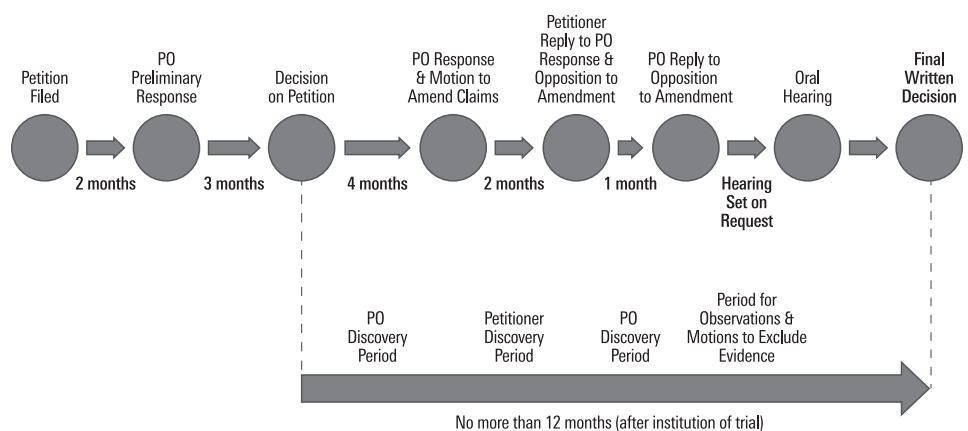 Petition
Filed
PO
Preliminary
Response
Decision
on Petition
PO Response
& Motion to
Amend Claims
Petitioner
Reply to PO
Response &
Opposition to
Amendment
PO Reply to
Opposition
to Amendment
Oral
Hearing
Final
Written
Decision
2 months
3 months
4 months
2 months
1 month
Hearing
Set on
Request
PO
Discovery
Period
Petitioner
Discovery
Period
PO
Discovery
Period
Period for
Observations &
Motions to Exclude
Evidence
No more than 12 months (after institution of trial)